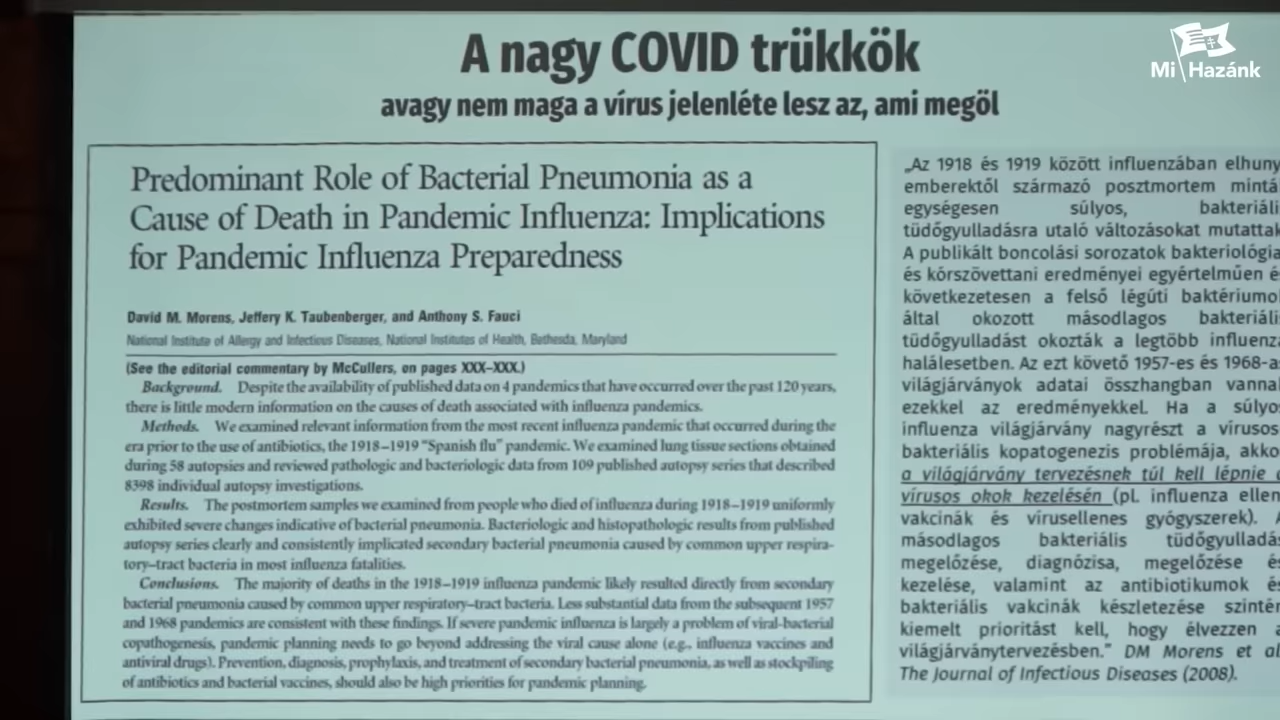 A nagy COVID trükkök
avagy nem maga a vírus jelenléte lesz az, ami megöl
Mi Hazánk
Predominant Role of Bacterial Pneumonia as a
Cause of Death in Pandemic Influenza: Implications
for Pandemic Influenza Preparedness
David M. Morens, Jeffery K. Taubenberger, and Anthony S. Fauci
National Institute of Allergy and Infectious Diseases, National Institutes of Health, Bethesda, Maryland
(See the editorial commentary by McCullers, on pages XXX–XXX.)
Background. Despite the availability of published data on 4 pandemics that have occurred over the past 120 years,
there is little modern information on the causes of death associated with influenza pandemics.
Methods. We examined relevant information from the most recent influenza pandemic that occurred during the
era prior to the use of antibiotics, the 1918–1919 “Spanish flu” pandemic. We examined lung tissue sections obtained
during 58 autopsies and reviewed pathologic and bacteriologic data from 109 published autopsy series that described
8398 individual autopsy investigations.
Results. The postmortem samples we examined from people who died of influenza during 1918–1919 uniformly
exhibited severe changes indicative of bacterial pneumonia. Bacteriologic and histopathologic results from published
autopsy series clearly and consistently implicated secondary bacterial pneumonia caused by common upper respira-
tory–tract bacteria in most influenza fatalities.
Conclusions. The majority of deaths in the 1918–1919 influenza pandemic likely resulted directly from secondary
bacterial pneumonia caused by common upper respiratory–tract bacteria. Less substantial data from the subsequent 1957
and 1968 pandemics are consistent with these findings. If severe pandemic influenza is largely a problem of viral-bacterial
copathogenesis, pandemic planning needs to go beyond addressing the viral cause alone (e.g., influenza vaccines and
antiviral drugs). Prevention, diagnosis, prophylaxis, and treatment of secondary bacterial pneumonia, as well as stockpiling
of antibiotics and bacterial vaccines, should also be high priorities for pandemic planning.
„Az 1918 és 1919 között influenzában elhuny
emberektől származó posztmortem mintá
egységesen súlyos, bakteriáli
tüdőgyulladásra utaló változásokat mutattak
A publikált boncolási sorozatok bakteriológia
és kórszövettani eredményei egyértelműen é
következetesen a felső légúti baktériumo
által okozott másodlagos bakteriáli
tüdőgyulladást okozták a legtöbb influenza
halálesetben. Az ezt követő 1957-es és 1968-a
világjárványok adatai összhangban vannak
ezekkel az eredményekkel. Ha a súlyo
influenza világjárvány nagyrészt a vírusos
bakteriális kopatogenezis problémája, akko
a világjárvány tervezésnek túl kell lépnie
vírusos okok kezelésén (pl. influenza ellen
vakcinák és vírusellenes gyógyszerek). A
másodlagos bakteriális tüdőgyulladás
megelőzése, diagnózisa, megelőzése é
kezelése, valamint az antibiotikumok é
bakteriális vakcinák készletezése szintén
kiemelt prioritást kell, hogy élvezzen a
világjárványtervezésben.” DM Morens et al
The Journal of Infectious Diseases (2008).